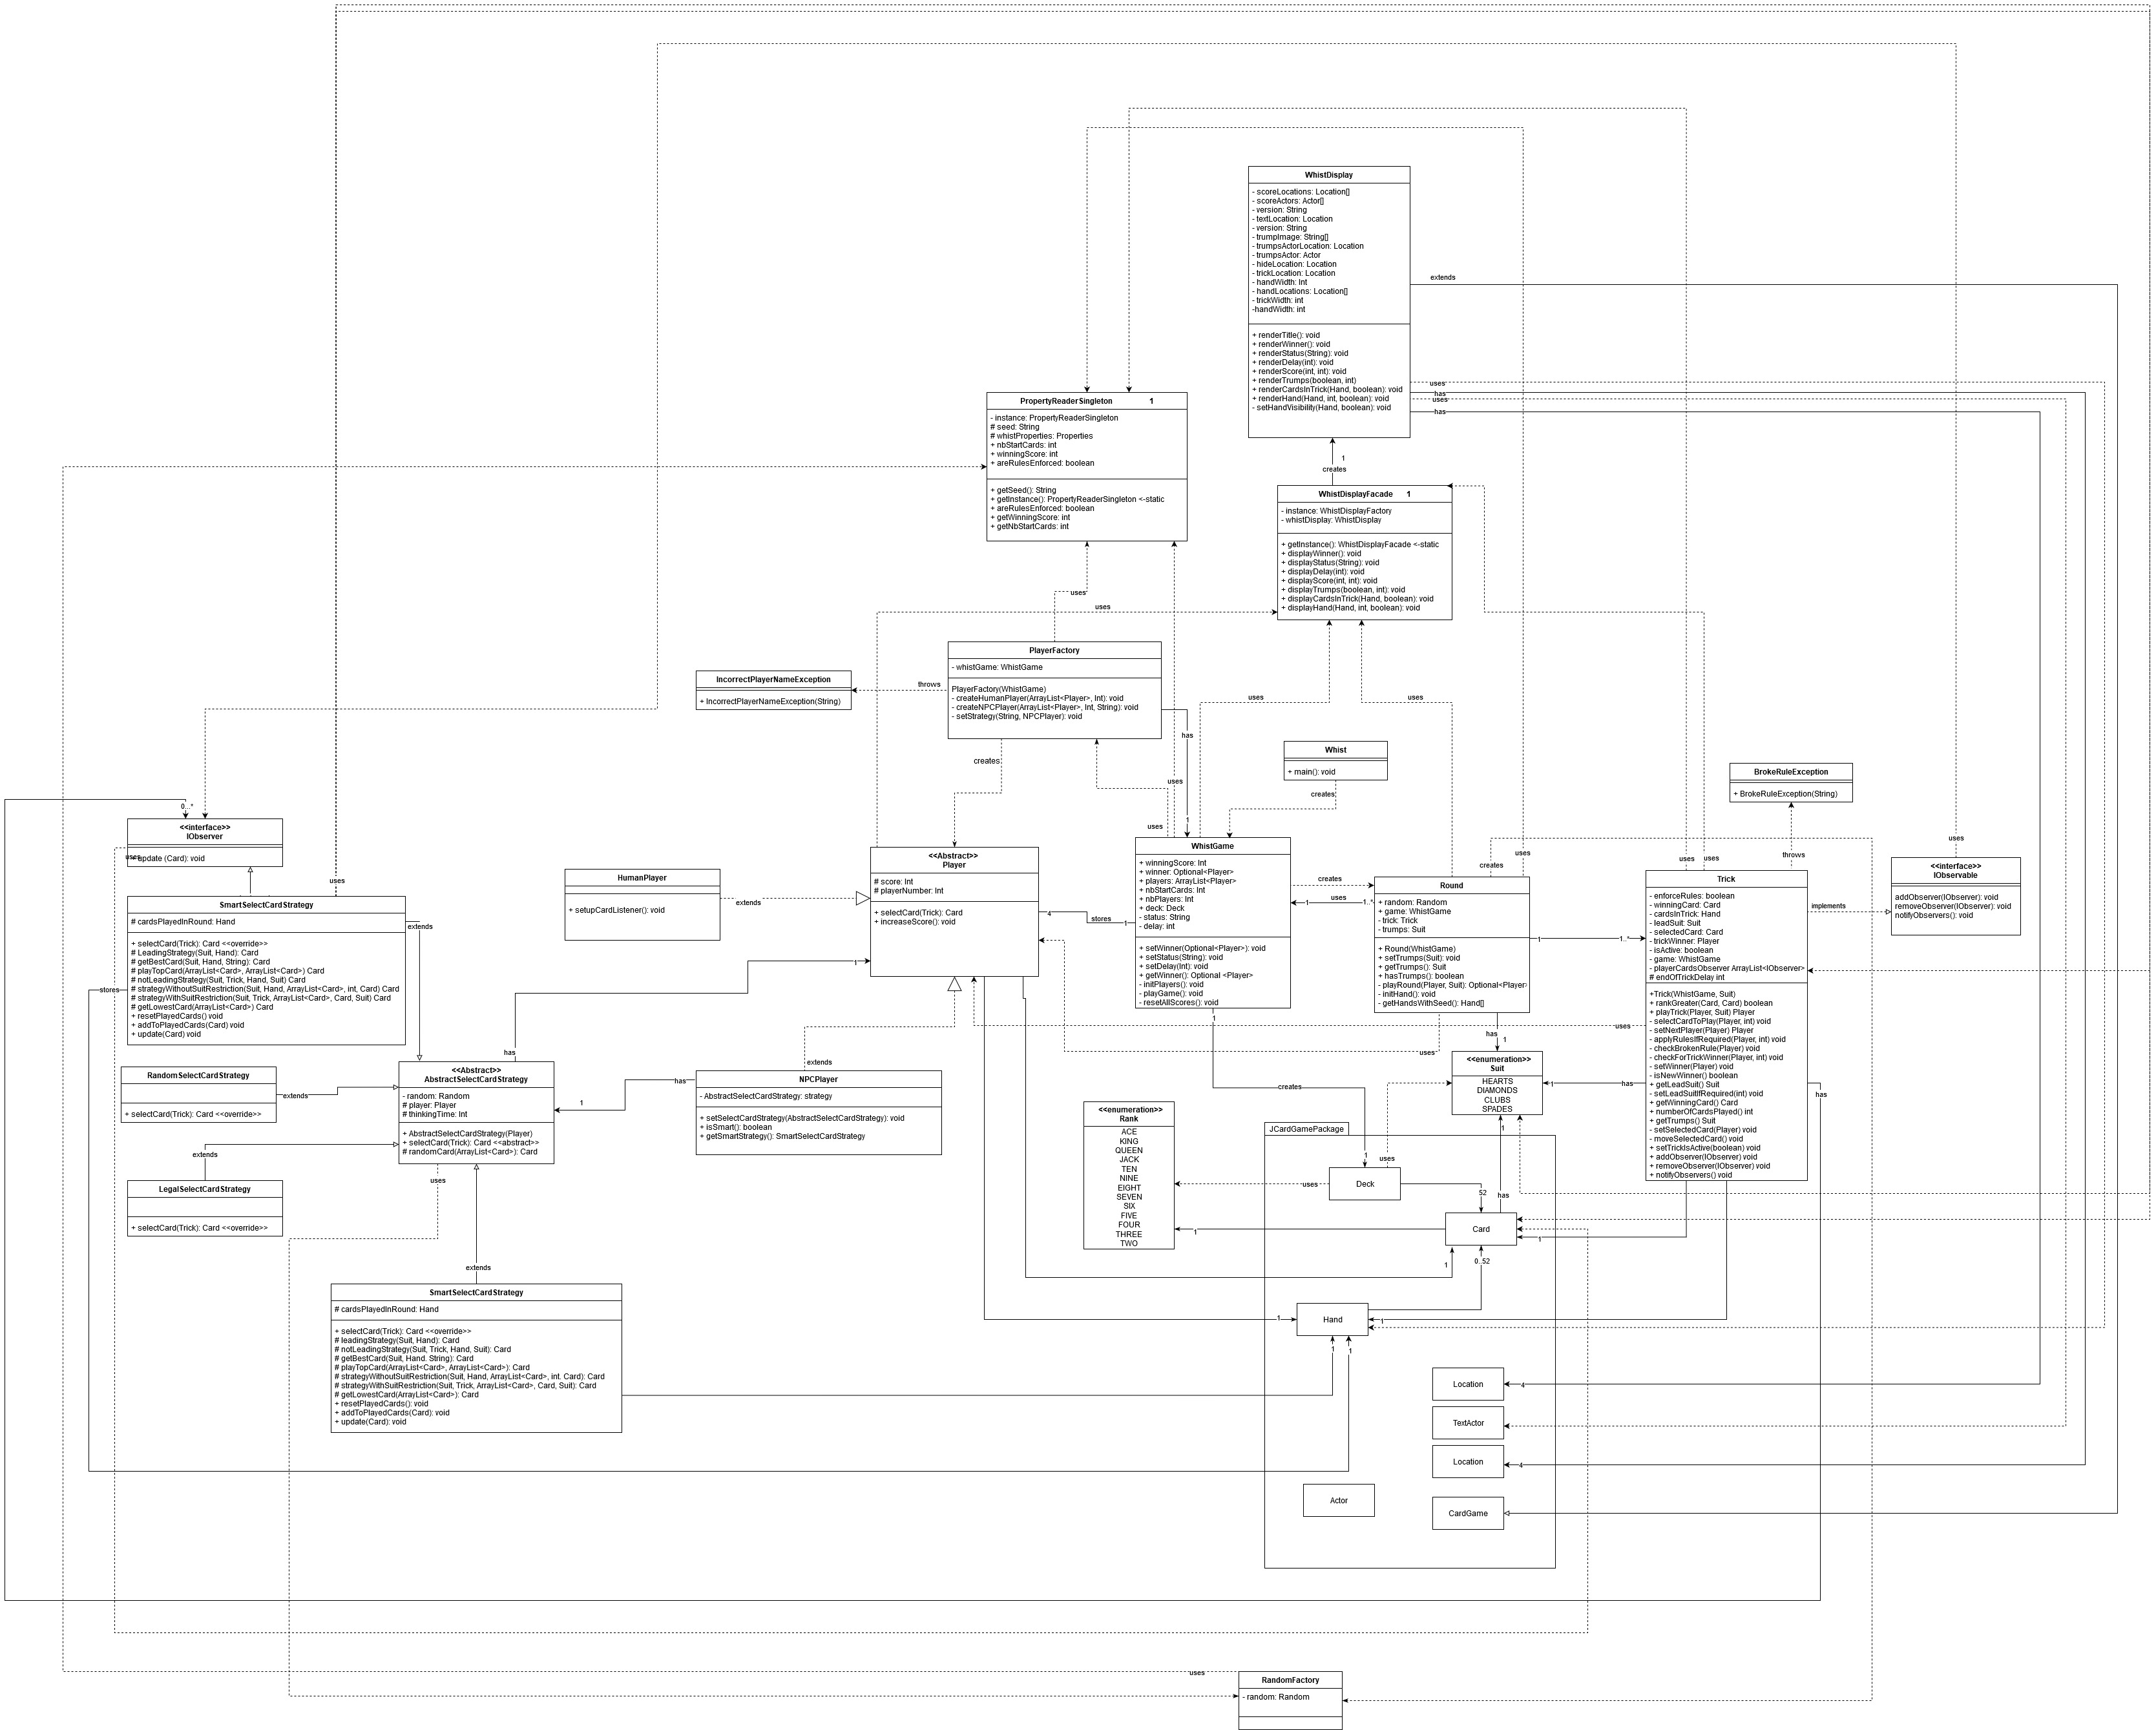 WhistDisplay
- scoreLocations: Location[]
- scoreActors: Actor[]
- version: String
- textLocation: Location
- version: String
- trumpImage: String[]
- trumpsActorLocation: Location
- trumpsActor: Actor
- hideLocation: Location
- trickLocation: Location
- handWidth: Int
- handLocations: Location[]
- trickWidth: int
-handWidth: int
+ renderTitle(): void
+ renderWinner(): void
+ renderStatus(String): void
+ renderDelay(int): void
+ renderScore(int, int): void
+ renderTrumps(boolean, int)
+ renderCardsInTrick(Hand, boolean): void
+ renderHand(Hand, int, boolean): void
- setHandVisibility(Hand, boolean): void
extends
uses
has
uses
has
PropertyReaderSingleton 1
- instance: PropertyReaderSingleton
# seed: String
# whistProperties: Properties
+ nbStartCards: int
+ winningScore: int
+ areRulesEnforced: boolean
+ getSeed(): String
+ getInstance(): PropertyReaderSingleton <-static
+ areRulesEnforced: boolean
+ getWinningScore: int
+ getNbStartCards: int
1
creates
WhistDisplayFacade 1
- instance: WhistDisplayFactory
- whistDisplay: WhistDisplay
+ getInstance(): WhistDisplayFacade <-static
+ displayWinner(): void
+ displayStatus(String): void
+ displayDelay(int): void
+ displayScore(int, int): void
+ displayTrumps(boolean, int): void
+ displayCardsInTrick(Hand, boolean): void
+ displayHand(Hand, int, boolean): void
uses
uses
PlayerFactory
- whistGame: WhistGame
PlayerFactory(WhistGame)
- createHumanPlayer(ArrayList<Player>, Int): void
- createNPCPlayer(ArrayList<Player>, Int, String): void
- setStrategy(String, NPCPlayer): void
IncorrectPlayerNameException
+ IncorrectPlayerNameException(String)
throws
uses
uses
has
creates
uses
1
uses
Whist
+ main(): void
creates
BrokeRuleException
+ BrokeRuleException(String)
throws
uses
uses
uses
creates
uses
<<interface>>
IObservable
addObserver(IObserver): void
removeObserver(IObserver): void
notifyObservers(): void
implements
0...*
<<interface>>
IObserver
+ update (Card): void
uses
uses
SmartSelectCardStrategy
# cardsPlayedInRound: Hand
+ selectCard(Trick): Card <<override>>
# LeadingStrategy(Suit, Hand): Card
# getBestCard(Suit, Hand, String): Card
# playTopCard(ArrayList<Card>, ArrayList<Card>) Card
# notLeadingStrategy(Suit, Trick, Hand, Suit) Card
# strategyWithoutSuitRestriction(Suit, Hand, ArrayList<Card>, int, Card) Card
# strategyWithSuitRestriction(Suit, Trick, ArrayList<Card>, Card, Suit) Card
# getLowestCard(ArrayList<Card>) Card
+ resetPlayedCards() void
+ addToPlayedCards(Card) void
+ update(Card) void
extends
stores
HumanPlayer
+ setupCardListener(): void
extends
<<Abstract>>
Player
# score: Int
# playerNumber: Int
+ selectCard(Trick): Card
+ increaseScore(): void
4
stores
1
1
WhistGame
+ winningScore: Int
+ winner: Optional<Player>
+ players: ArrayList<Player>
+ nbStartCards: Int
+ nbPlayers: Int
+ deck: Deck
- status: String
- delay: int
+ setWinner(Optional<Player>): void
+ setStatus(String): void
+ setDelay(Int): void
+ getWinner(): Optional <Player>
- initPlayers(): void
- playGame(): void
- resetAllScores(): void
creates
uses
1
1..*
Round
+ random: Random
+ game: WhistGame
- trick: Trick
- trumps: Suit
+ Round(WhistGame)
+ setTrumps(Suit): void
+ getTrumps(): Suit
+ hasTrumps(): boolean
- playRound(Player, Suit): Optional<Player>
- initHand(): void
- getHandsWithSeed(): Hand[]
1
1..*
Trick
- enforceRules: boolean
- winningCard: Card
- cardsInTrick: Hand
- leadSuit: Suit
- selectedCard: Card
- trickWinner: Player
- isActive: boolean
- game: WhistGame
- playerCardsObserver ArrayList<IObserver>
# endOfTrickDelay int
+Trick(WhistGame, Suit)
+ rankGreater(Card, Card) boolean
+ playTrick(Player, Suit) Player
- selectCardToPlay(Player, int) void
- setNextPlayer(Player) Player
- applyRulesIfRequired(Player, int) void
- checkBrokenRule(Player) void
- checkForTrickWinner(Player, int) void
- setWinner(Player) void
- isNewWinner() boolean
+ getLeadSuit() Suit
- setLeadSuitIfRequired(int) void
+ getWinningCard() Card
+ numberOfCardsPlayed() int
+ getTrumps() Suit
- setSelectedCard(Player) void
- moveSelectedCard() void
+ setTrickIsActive(boolean) void
+ addObserver(IObserver) void
+ removeObserver(IObserver) void
+ notifyObservers() void
uses
uses
has
1
has
1
has
1
has
extends
<<Abstract>>
AbstractSelectCardStrategy
- random: Random
# player: Player
# thinkingTime: Int
+ AbstractSelectCardStrategy(Player)
+ selectCard(Trick): Card <<abstract>>
# randomCard(ArrayList<Card>): Card
RandomSelectCardStrategy
+ selectCard(Trick): Card <<override>>
extends
LegalSelectCardStrategy
+ selectCard(Trick): Card <<override>>
extends
uses
NPCPlayer
- AbstractSelectCardStrategy: strategy
+ setSelectCardStrategy(AbstractSelectCardStrategy): void
+ isSmart(): boolean
+ getSmartStrategy(): SmartSelectCardStrategy
has
1
<<enumeration>>
Suit
HEARTS
DIAMONDS
CLUBS
SPADES
<<enumeration>>
Rank
ACE
KING
QUEEN
JACK
TEN
NINE
EIGHT
SEVEN
SIX
FIVE
FOUR
THREE
TWO
1
creates
1
JCardGamePackage
uses
uses
Deck
52
1
has
Card
1
1
1
0..52
Hand
1
1
1
1
extends
SmartSelectCardStrategy
# cardsPlayedInRound: Hand
+ selectCard(Trick): Card <<override>>
# leadingStrategy(Suit, Hand): Card
# notLeadingStrategy(Suit, Trick, Hand, Suit): Card
# getBestCard(Suit, Hand. String): Card
# playTopCard(ArrayList<Card>, ArrayList<Card>): Card
# strategyWithoutSuitRestriction(Suit, Hand, ArrayList<Card>, int. Card): Card
# strategyWithSuitRestriction(Suit, Trick, ArrayList<Card>, Card, Suit): Card
# getLowestCard(ArrayList<Card>): Card
+ resetPlayedCards(): void
+ addToPlayedCards(Card): void
+ update(Card): void
Location
4
TextActor
Location
4
Actor
CardGame
uses
RandomFactory
- random: Random